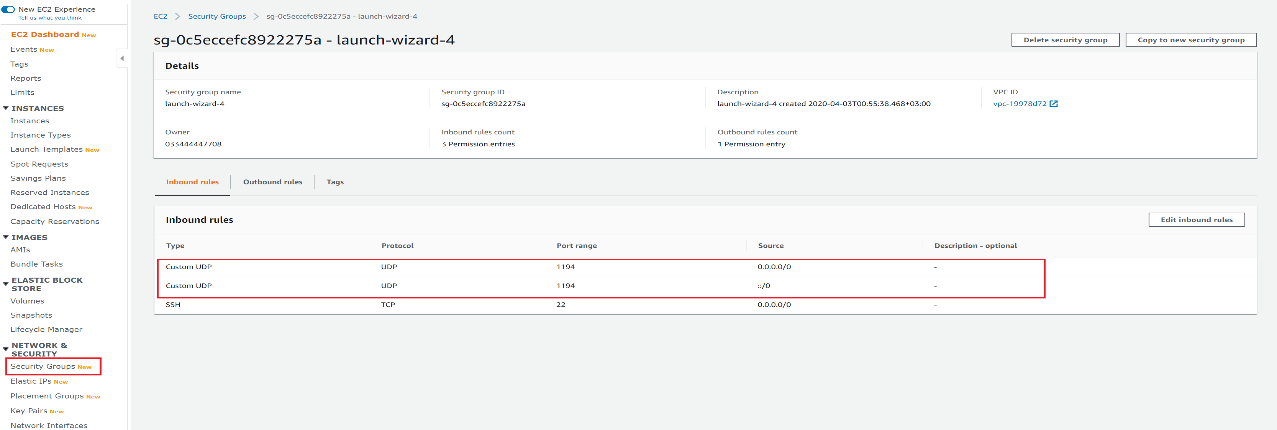 New EC2 Experience
Tell us what you think
EC2 Dashboard New
Events New
Tags
Reports
Limits
INSTANCES
Instances
Instance Types
Launch Templates New
Spot Requests
Savings Plans
Reserved Instances
Dedicated Hosts New
Capacity Reservations
IMAGES
AMIs
Bundle Tasks
ELASTIC BLOCK
STORE
Volumes
Snapshots
Lifecycle Manager
NETWORK &
SECURITY
Security Groups New
Elastic IPs New
Placement Groups New
Key Pairs New
Network Interfaces
EC2 > Security Groups > sg-0c5eccefc8922275a - launch-wizard-4
sg-0c5eccefc8922275a - launch-wizard-4
Delete security group Copy to new security group
Details
Security group name Security group ID Description VPC ID
launch-wizard-4 sg-0c5eccefc8922275a launch-wizard-4 created 2020-04-03T00:55:38.468+03:00 vpc-19978d72
Owner Inbound rules count Outbound rules count
033444447708 3 Permission entries 1 Permission entry
Inbound rules Outbound rules Tags
Inbound rules Edit inbound rules
Type Protocol Port range Source Description - optional
Custom UDP UDP 1194 0.0.0.0/0 -
Custom UDP UDP 1194 ::/0 -
SSH TCP 22 0.0.0.0/0 -